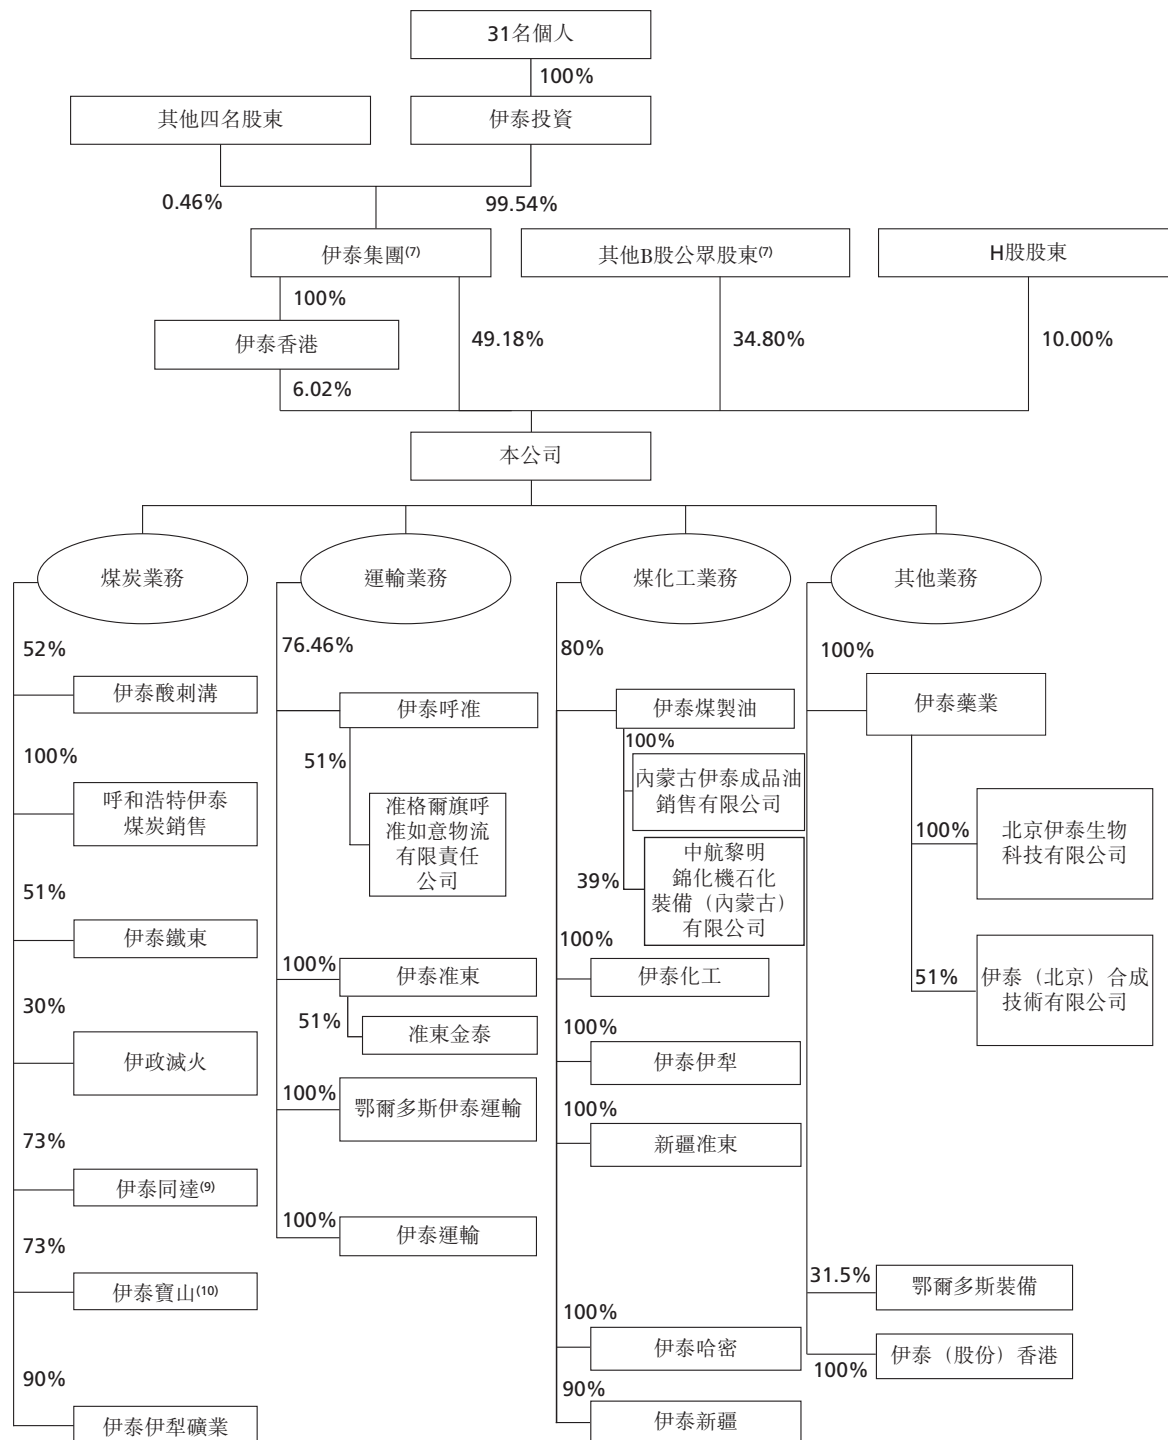 31名個人
100%
其他四名股東
伊泰投資
0.46%
99.54%
伊泰集團(7)
其他B股公眾股東(7)
H股股東
100%
伊泰香港
49.18%
34.80%
10.00%
6.02%
本公司
煤炭業務
運輸業務
煤化工業務
其他業務
52%
伊泰酸刺溝
100%
呼和浩特伊泰
煤炭銷售
51%
伊泰鐵東
30%
伊政滅火
73%
伊泰同達(9)
73%
伊泰寶山(10)
90%
伊泰伊犁礦業
76.46%
伊泰呼准
51%
准格爾旗呼
准如意物流
有限責任
公司
100%
伊泰准東
51%
准東金泰
100%
鄂爾多斯伊泰運輸
100%
伊泰運輸
80%
伊泰煤製油
100%
內蒙古伊泰成品油
銷售有限公司
39%
中航黎明
錦化機石化
裝備（內蒙古）
有限公司
100%
伊泰化工
100%
伊泰伊犁
100%
新疆准東
100%
伊泰哈密
90%
伊泰新疆
100%
伊泰藥業
100%
北京伊泰生物
科技有限公司
51%
伊泰（北京）合成
技術有限公司
31.5%
鄂爾多斯裝備
100%
伊泰（股份）香港